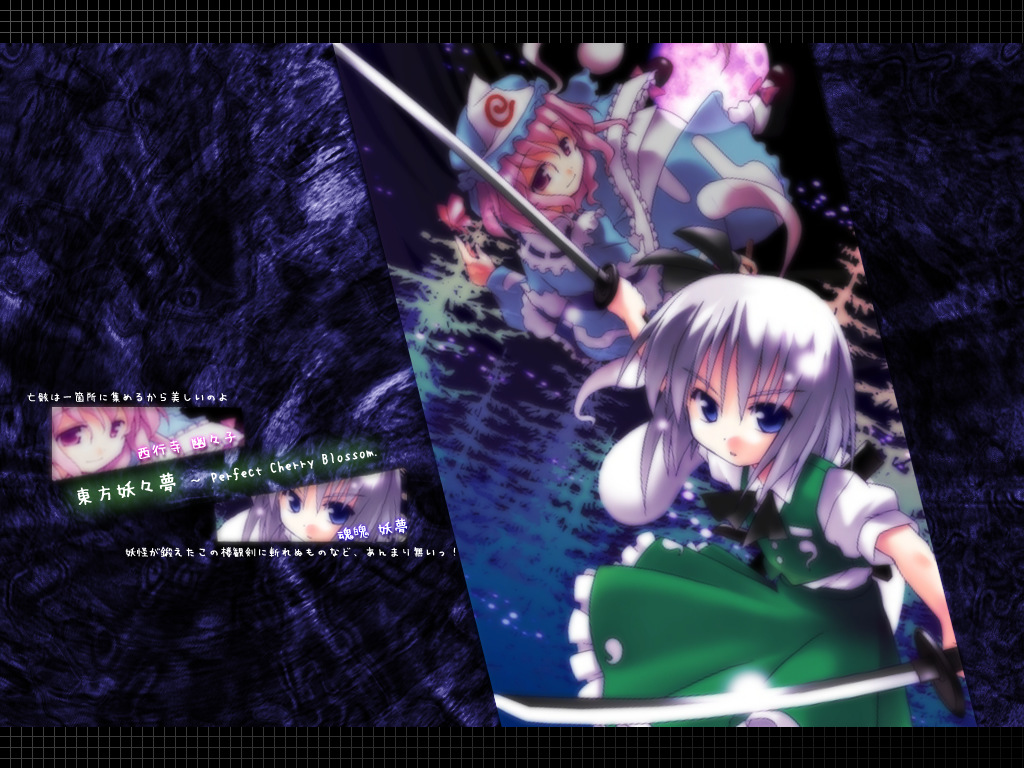 亡骸は一箇所に集めるから美しいのよ
西行寺 幽々子
東方妖々夢 ~ Perfect Cherry Blossom.
魂魄 妖夢
妖怪が鍛えたこの楼観剣に斬れぬものなど、あんまり無いっ!